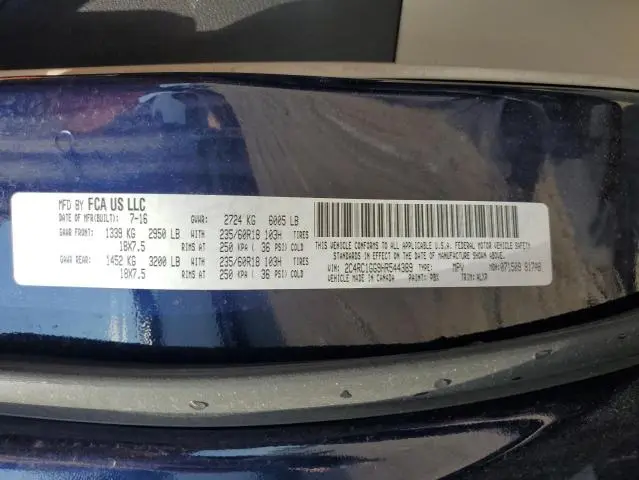 MFD BY FCA US LLC
DATE OF MFR(BUILT): 7-16 GVWR: 2724 KG 6005 LB
GAWR FRONT: 1339 KG 2950 LB WITH 235/60R18 103H TIRES
18X7.5 RIMS AT 250 KPA( 36 PSI) COLD
GAWR REAR: 1452 KG 3200 LB WITH 235/60R18 103H TIRES
18X7.5 RIMS AT 250 KPA( 36 PSI) COLD
THIS VEHICLE CONFORMS TO ALL APPLICABLE U.S.A. FEDERAL MOTOR VEHICLE SAFETY
STANDARDS IN EFFECT ON THE DATE OF MANUFACTURE SHOWN ABOVE.
VIN: 2C4RC1GG9HR544389 TYPE: MPV MDH: 071509 817AB
VEHICLE MADE IN CANADA PAINT: PBX TRIM: WLXP